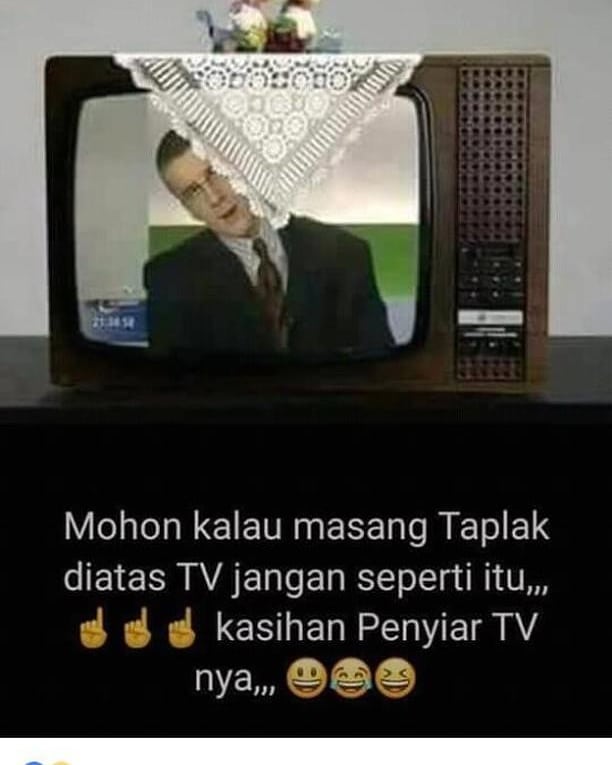 Mohon kalau masang Taplak
diatas TV jangan seperti itu,,,
☝☝☝ kasihan Penyiar TV
nya,,, 😃😂😆